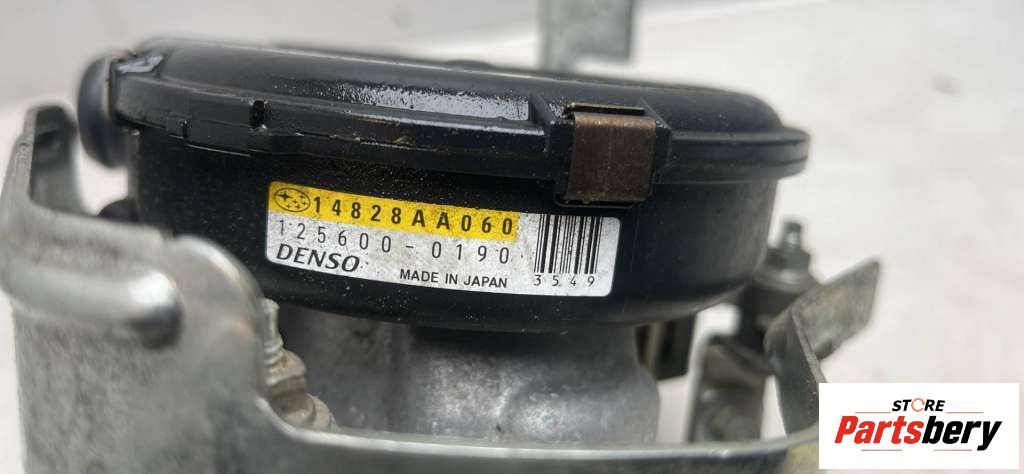 14828AA060
125600-0190
DENSO MADE IN JAPAN 3549
STORE
Partsbery